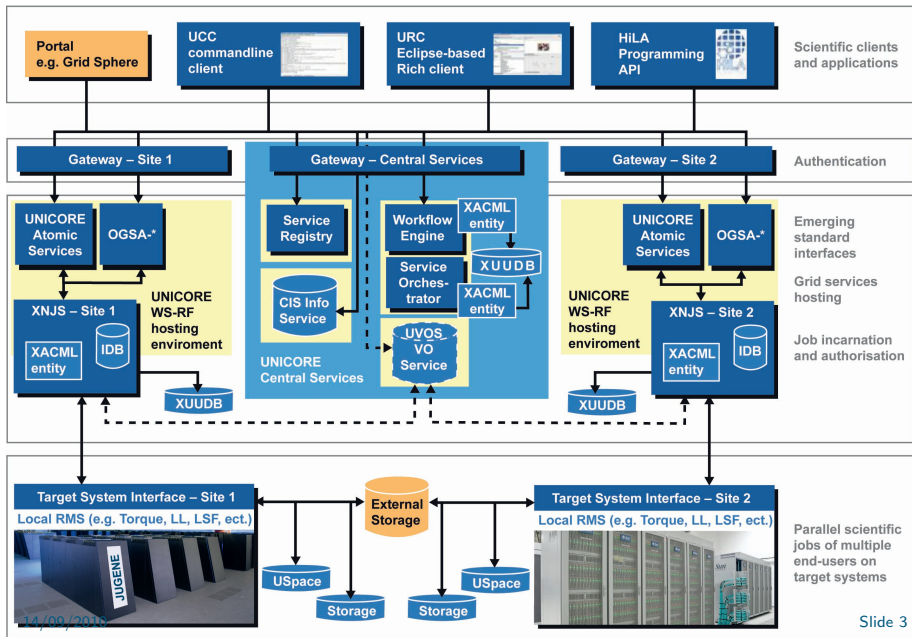 Portal
e.g. Grid Sphere
UCC
commandline
client
URC
Eclipse-based
Rich client
HiLA
Programming
API
Scientific clients
and applications
Gateway – Site 1
Gateway – Central Services
Gateway – Site 2
Authentication
UNICORE
Atomic
Services
OGSA-*
Service
Registry
Workflow
Engine
XACML
entity
XUUDB
Service
Orches-
trator
XACML
entity
CIS Info
Service
UVOS
VO
Service
UNICORE
Central Services
UNICORE
Atomic
Services
OGSA-*
Emerging
standard
interfaces
Grid services
hosting
UNICORE
WS-RF
hosting
enviroment
UNICORE
WS-RF
hosting
enviroment
XNJS – Site 1
XACML
entity
IDB
XUUDB
XNJS – Site 2
XACML
entity
IDB
XUUDB
Job incarnation
and authorisation
Target System Interface – Site 1
Local RMS (e.g. Torque, LL, LSF, ect.)
JUGENE
External
Storage
USpace
Storage
Storage
USpace
Target System Interface – Site 2
Local RMS (e.g. Torque, LL, LSF, ect.)
Parallel scientific
jobs of multiple
end-users on
target systems
14/09/2010
Slide 3